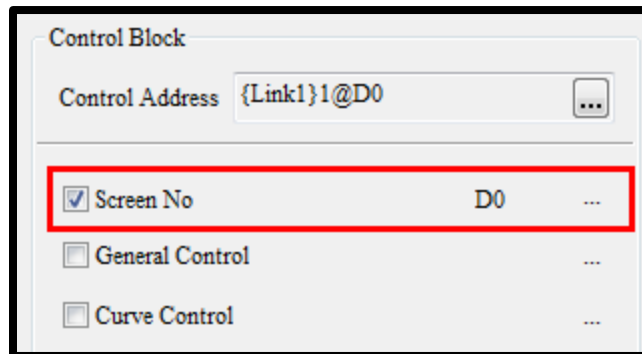 Control Block
Control Address {Link1}1@D0 ...
Screen No D0 ...
General Control ...
Curve Control ...